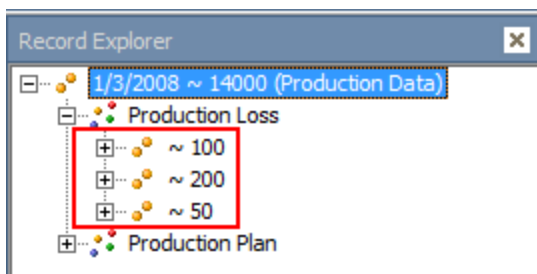 Record Explorer
1/3/2008 ~ 14000 (Production Data)
Production Loss
~ 100
~ 200
~ 50
Production Plan